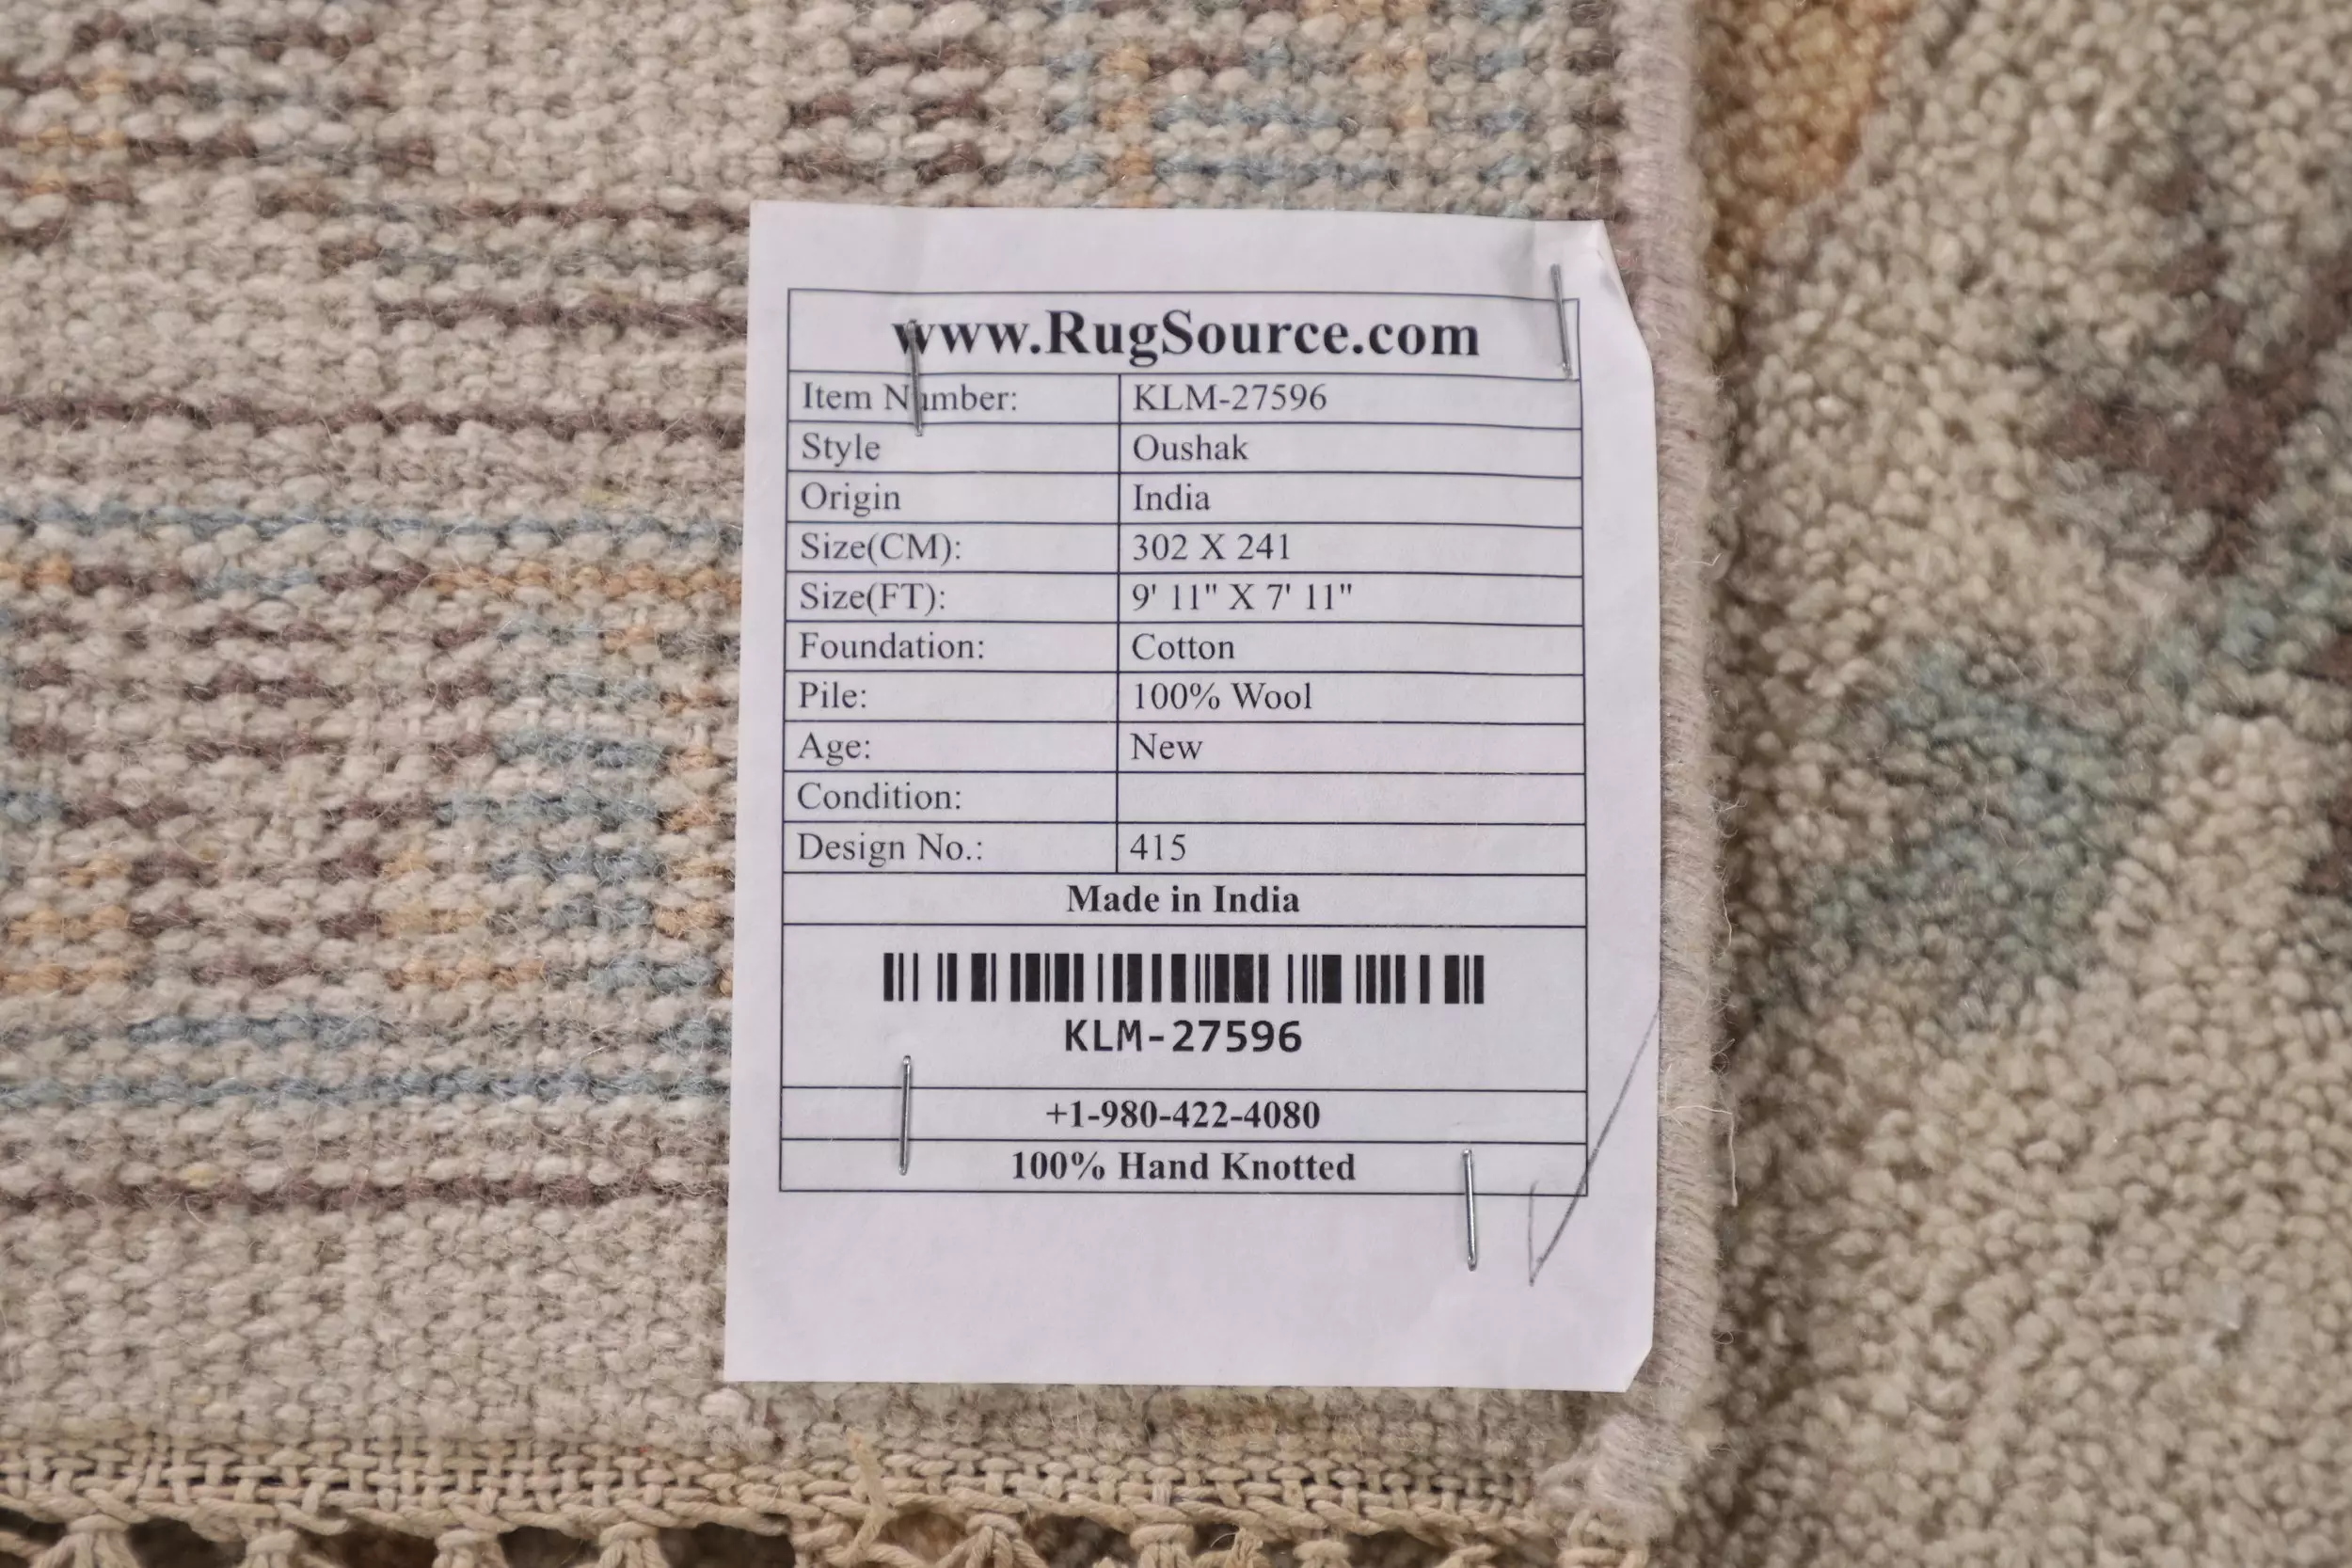 www.RugSource.com
Item Number: KLM-27596
Style Oushak
Origin India
Size(CM): 302 X 241
Size(FT): 9' 11" X 7' 11"
Foundation: Cotton
Pile: 100% Wool
Age: New
Condition:
Design No.: 415
Made in India
KLM-27596
+1-980-422-4080
100% Hand Knotted